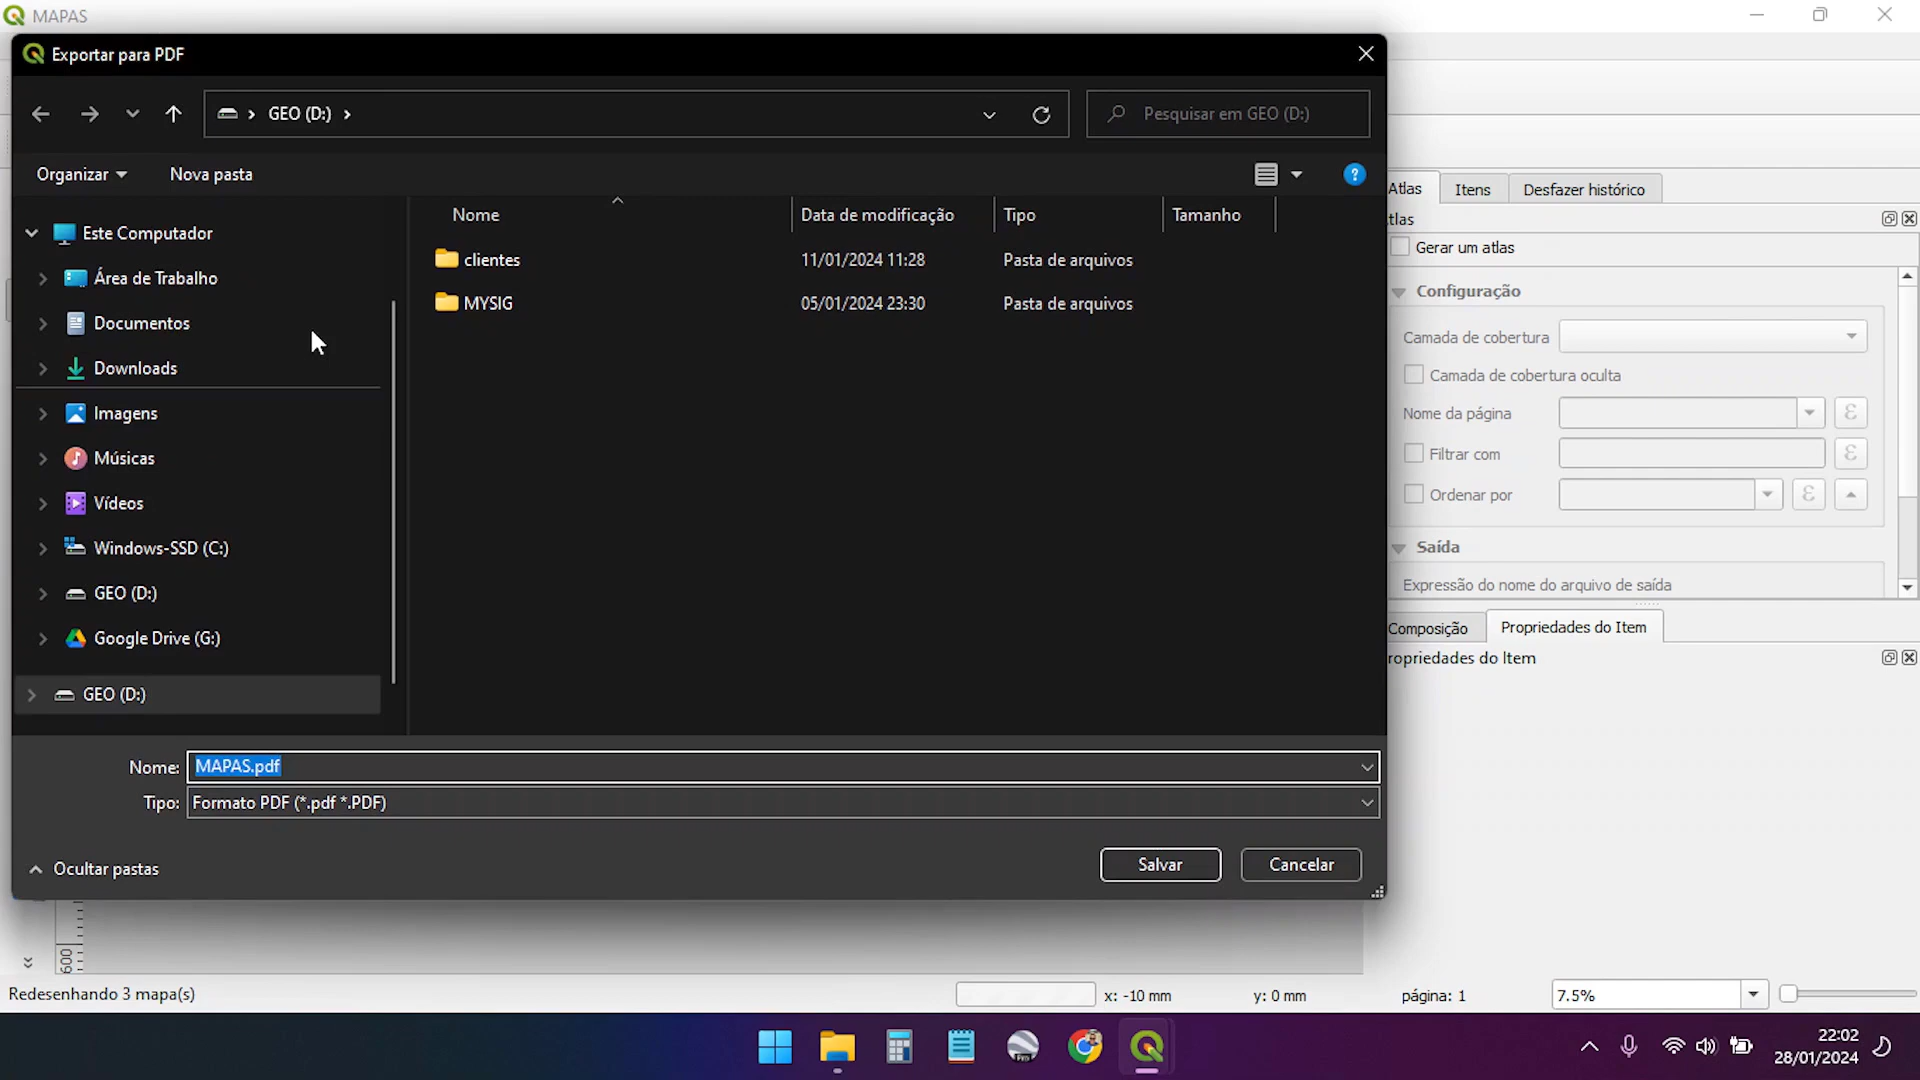 MAPAS
Exportar para PDF
GEO (D:)
Pesquisar em GEO (D:)
Organizar
Nova pasta
Nome
Data de modificação
Tipo
Tamanho
Este Computador
Área de Trabalho
Documentos
Downloads
Imagens
Músicas
Vídeos
Windows-SSD (C:)
GEO (D:)
Google Drive (G:)
GEO (D:)
clientes
11/01/2024 11:28
Pasta de arquivos
MYSIG
05/01/2024 23:30
Pasta de arquivos
Nome:
MAPAS.pdf
Tipo:
Formato PDF (*.pdf *.PDF)
Ocultar pastas
Salvar
Cancelar
Atlas
Itens
Desfazer histórico
tlas
Gerar um atlas
Configuração
Camada de cobertura
Camada de cobertura oculta
Nome da página
ε
Filtrar com
ε
Ordenar por
ε
Saída
Expressão do nome do arquivo de saída
Composição
Propriedades do Item
ropriedades do Item
600
Redesenhando 3 mapa(s)
x: -10 mm
y: 0 mm
página: 1
7.5%
Pro
22:02
28/01/2024